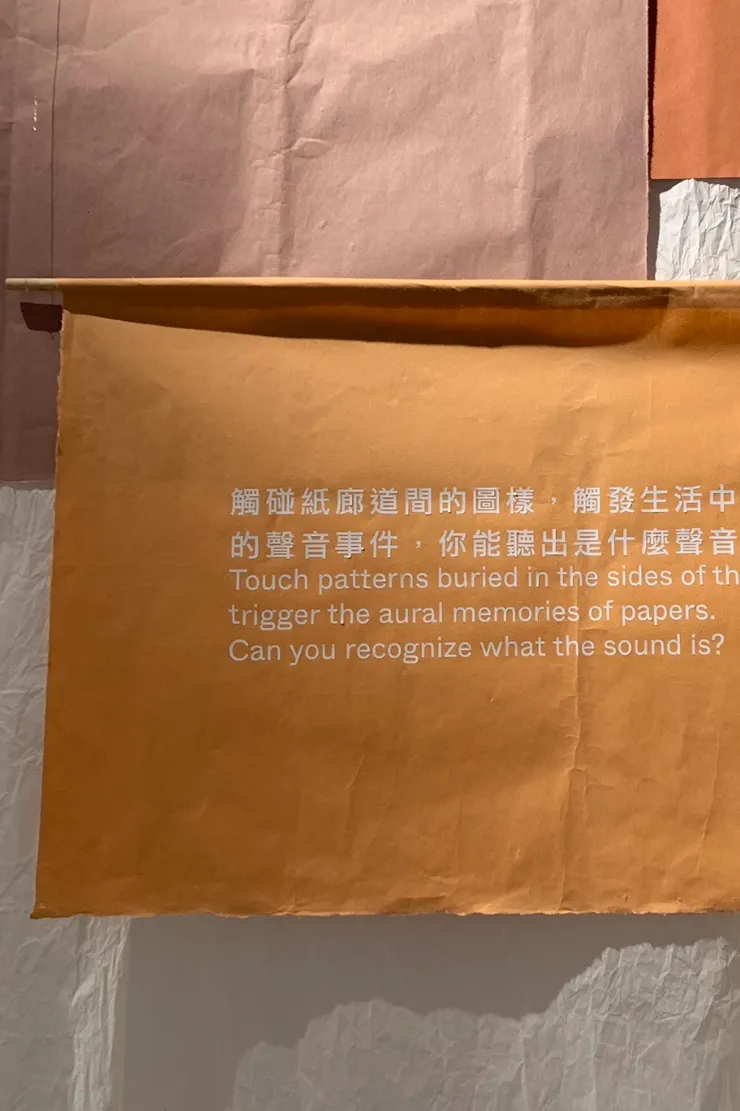 觸碰紙廊道間的圖樣，觸發生活中
的聲音事件，你能聽出是什麼聲音
Touch patterns buried in the sides of
trigger the aural memories of papers.
Can you recognize what the sound is?